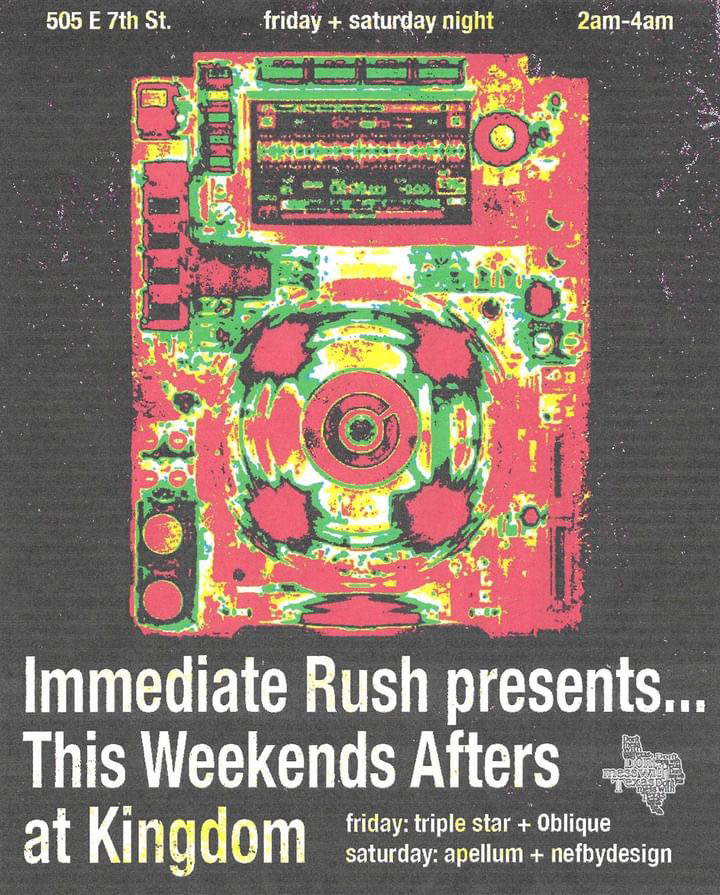 505 E 7th St. friday + saturday night 2am-4am
Immediate Rush presents...
This Weekends Afters
at Kingdom
friday: triple star + Oblique
saturday: apellum + nefbydesign